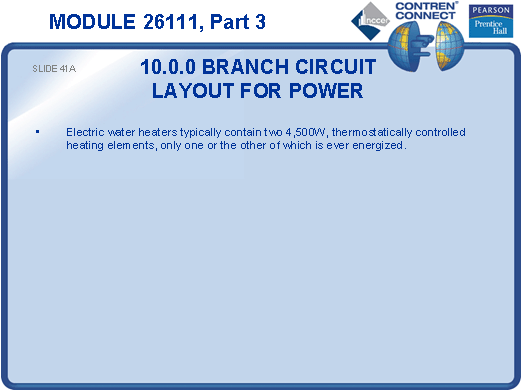 MODULE 26111, Part 3
nccer
CONTREN®
CONNECT
PEARSON
Prentice
Hall
SLIDE 41A
10.0.0 BRANCH CIRCUIT
LAYOUT FOR POWER
• Electric water heaters typically contain two 4,500W, thermostatically controlled
heating elements, only one or the other of which is ever energized.